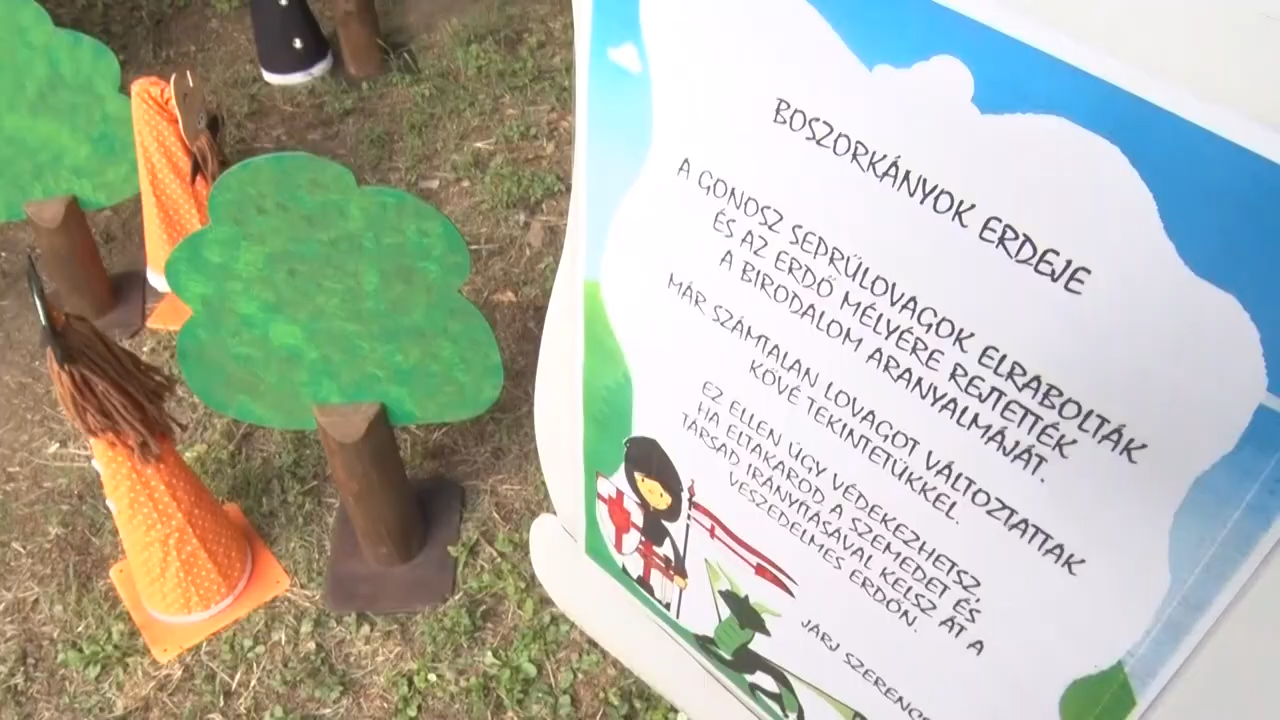 BOSZORKÁNYOK ERDEJE
A GONOSZ SEPRŰLOVAGOK ELRABOLTÁK
ÉS AZ ERDŐ MÉLYÉRE REJTETTÉK
A BIRODALOM ARANYALMÁJÁT.
MÁR SZÁMTALAN LOVAGOT VÁLTOZTATTAK
KŐVÉ TEKINTETÜKKEL.
EZ ELLEN ÚGY VÉDEKEZHETSZ,
HA ELTAKAROD A SZEMEDET ÉS
TÁRSAD IRÁNYÍTÁSÁVAL KELSZ ÁT A
VESZEDELMES ERDŐN.
JÁRJ